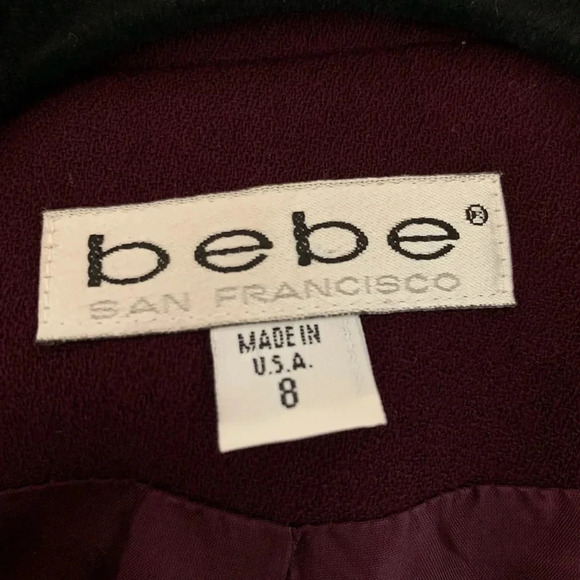 bebe®
SAN FRANCISCO
MADE IN
U.S.A.
8